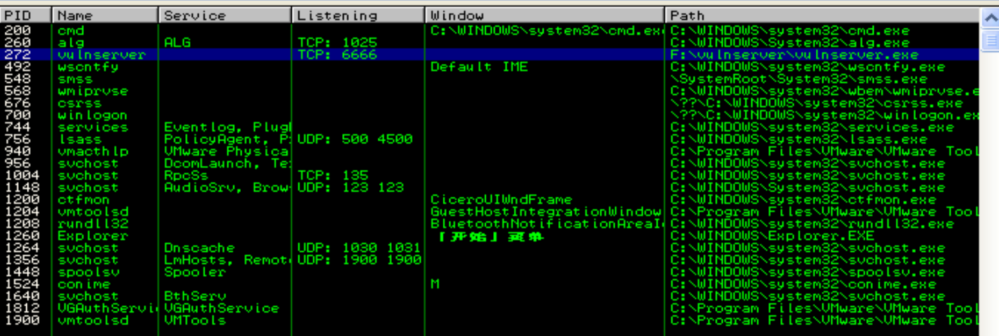 PID Name Service Listening Window Path
200 cmd C:\WINDOWS\system32\cmd.ex C:\WINDOWS\system32\cmd.exe
260 alg ALG TCP: 1025 C:\WINDOWS\system32\alg.exe
272 vulnserver TCP: 6666 F:\vulnserver\vulnserver.exe
492 wscntfy Default IME C:\WINDOWS\system32\wscntfy.exe
548 smss \SystemRoot\System32\smss.exe
568 wmiprvse C:\WINDOWS\system32\wbem\wmiprvse.e
676 csrss \??\C:\WINDOWS\system32\csrss.exe
700 winlogon \??\C:\WINDOWS\system32\winlogon.ex
744 services Eventlog, Plug C:\WINDOWS\system32\services.exe
756 lsass PolicyAgent, P UDP: 500 4500 C:\WINDOWS\system32\lsass.exe
940 vmacthlp VMware Physica C:\Program Files\VMware\VMware Tool
956 svchost DcomLaunch, Te C:\WINDOWS\system32\svchost.exe
1004 svchost RpcSs TCP: 135 C:\WINDOWS\system32\svchost.exe
1148 svchost AudioSrv, Brow UDP: 123 123 C:\WINDOWS\system32\svchost.exe
1200 ctfmon CiceroUIWndFrame C:\WINDOWS\system32\ctfmon.exe
1204 vmtoolsd GuestHostIntegrationWindow C:\Program Files\VMware\VMware Tool
1208 rundll32 BluetoothNotificationAreaI C:\WINDOWS\system32\rundll32.exe
1260 Explorer 「开始」菜单 C:\WINDOWS\Explorer.EXE
1264 svchost Dnscache UDP: 1030 1031 C:\WINDOWS\system32\svchost.exe
1356 svchost LmHosts, Remot UDP: 1900 1900 C:\WINDOWS\system32\svchost.exe
1448 spoolsv Spooler C:\WINDOWS\system32\spoolsv.exe
1524 conime M C:\WINDOWS\system32\conime.exe
1640 svchost BthServ C:\WINDOWS\system32\svchost.exe
1812 VGAuthServi VGAuthService C:\Program Files\VMware\VMware Tool
1900 vmtoolsd VMTools C:\Program Files\VMware\VMware Tool